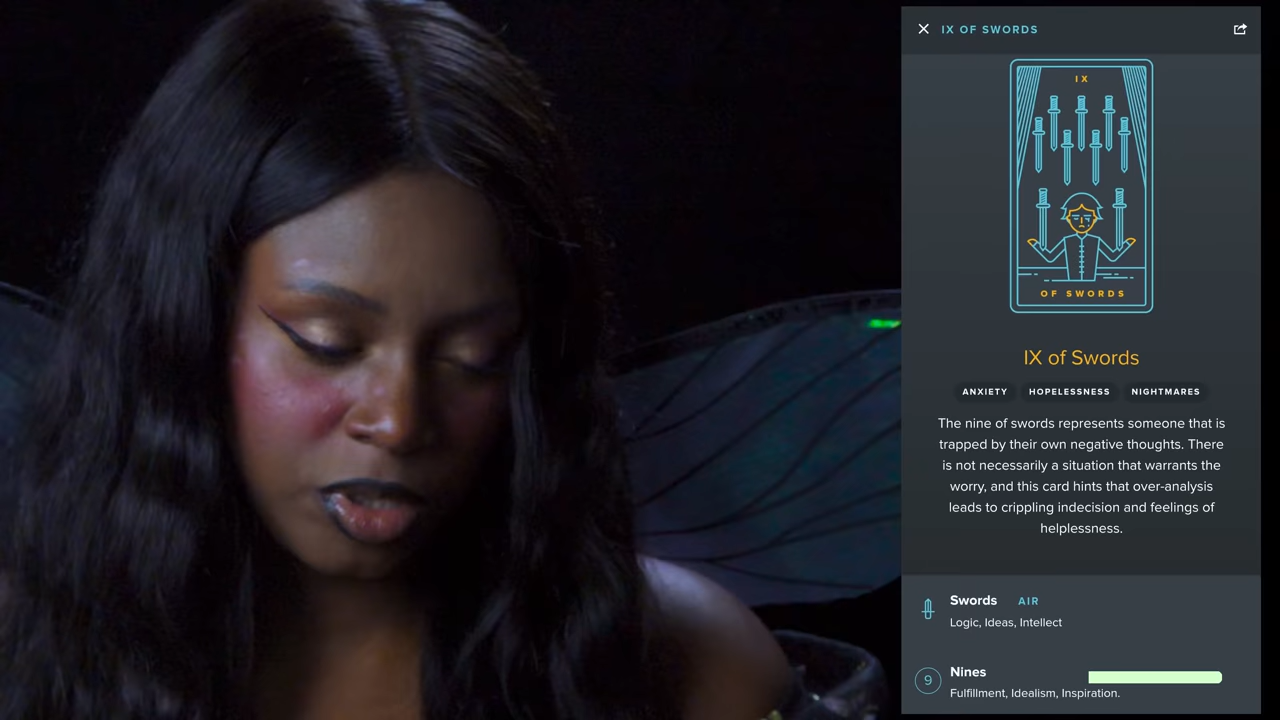 IX OF SWORDS
IX
OF SWORDS
IX of Swords
ANXIETY HOPELESSNESS NIGHTMARES
The nine of swords represents someone that is
trapped by their own negative thoughts. There
is not necessarily a situation that warrants the
worry, and this card hints that over-analysis
leads to crippling indecision and feelings of
helplessness.
Swords AIR
Logic, Ideas, Intellect
9 Nines
Fulfillment, Idealism, Inspiration.